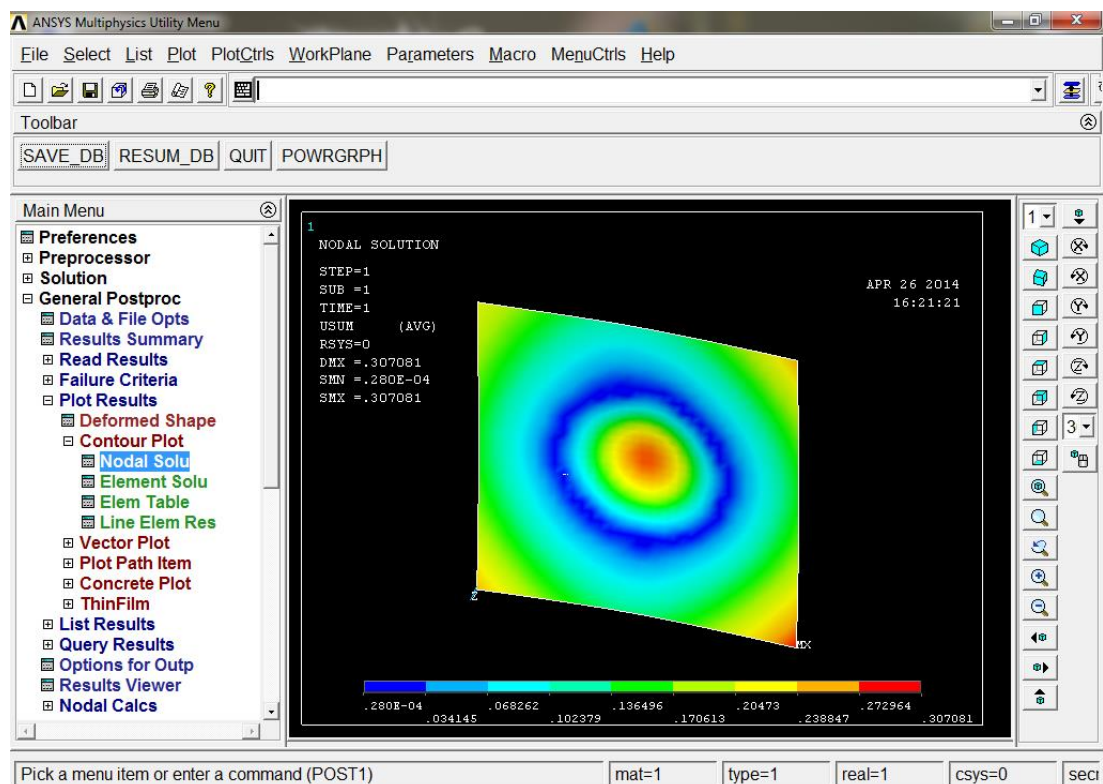 ANSYS Multiphysics Utility Menu
File Select List Plot PlotCtrls WorkPlane Parameters Macro MenuCtrls Help
Toolbar
SAVE_DB RESUM_DB QUIT POWRGRPH
Main Menu
Preferences
Preprocessor
Solution
General Postproc
Data & File Opts
Results Summary
Read Results
Failure Criteria
Plot Results
Deformed Shape
Contour Plot
Nodal Solu
Element Solu
Elem Table
Line Elem Res
Vector Plot
Plot Path Item
Concrete Plot
ThinFilm
List Results
Query Results
Options for Outp
Results Viewer
Nodal Calcs
1
NODAL SOLUTION
STEP=1
SUB =1
TIME=1
USUM (AVG)
RSYS=0
DMX =.307081
SMN =.280E-04
SMX =.307081
APR 26 2014
16:21:21
Z
MX
.280E-04 .068262 .136496 .20473 .272964
.034145 .102379 .170613 .238847 .307081
1
3
Pick a menu item or enter a command (POST1) mat=1 type=1 real=1 csys=0 secn